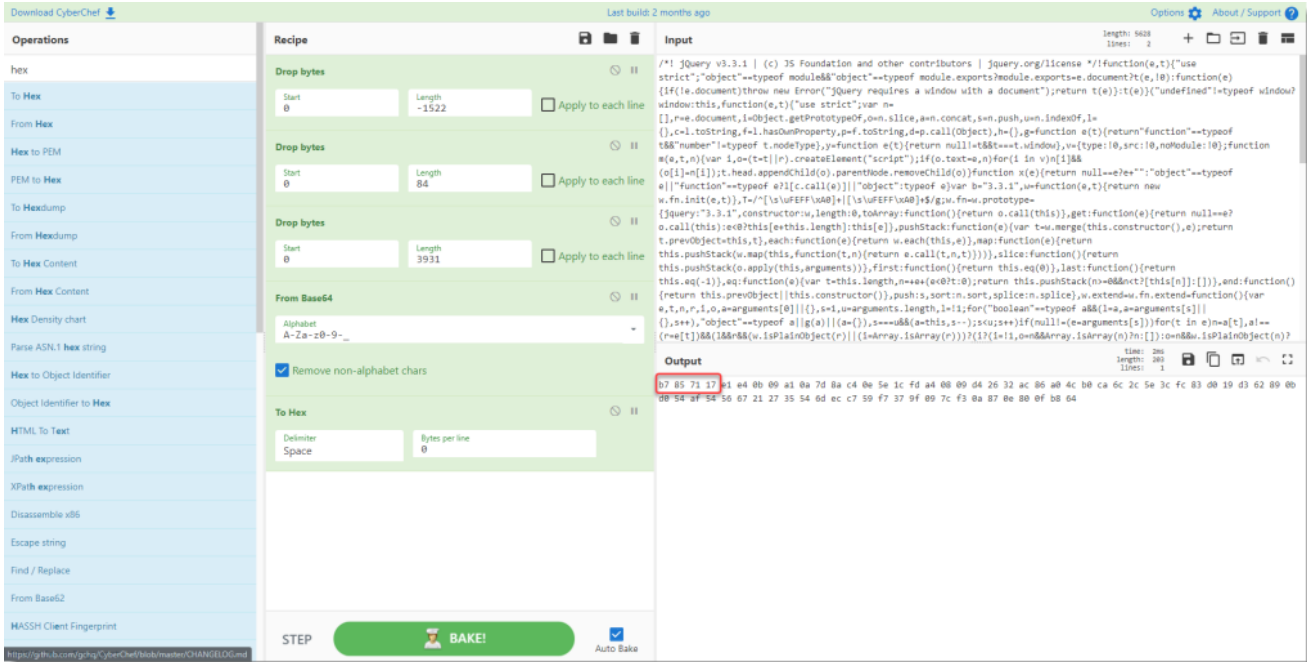 Download CyberChef
Last build: 2 months ago
Options
About / Support
Operations
hex
To Hex
From Hex
Hex to PEM
PEM to Hex
To Hexdump
From Hexdump
To Hex Content
From Hex Content
Hex Density chart
Parse ASN.1 hex string
Hex to Object Identifier
Object Identifier to Hex
HTML To Text
JPath expression
XPath expression
Disassemble x86
Escape string
Find / Replace
From Base62
HASSH Client Fingerprint
https://github.com/gchq/CyberChef/blob/master/CHANGELOG.md
Recipe
Drop bytes
Start
0
Length
-1522
Apply to each line
Drop bytes
Start
0
Length
84
Apply to each line
Drop bytes
Start
0
Length
3931
Apply to each line
From Base64
Alphabet
A-Za-z0-9-_
Remove non-alphabet chars
To Hex
Delimiter
Space
Bytes per line
0
STEP
BAKE!
Auto Bake
Input
length: 5628
lines: 2
/*! jQuery v3.3.1 | (c) JS Foundation and other contributors | jquery.org/license */!function(e,t){"use
strict";"object"==typeof module&&"object"==typeof module.exports?module.exports=e.document?t(e,!0):function(e)
{if(!e.document)throw new Error("jQuery requires a window with a document");return t(e)}:t(e)}("undefined"!=typeof window?
window:this,function(e,t){"use strict";var n=
[],r=e.document,i=Object.getPrototypeOf,o=n.slice,a=n.concat,s=n.push,u=n.indexOf,l=
{},c=l.toString,f=l.hasOwnProperty,p=f.toString,d=p.call(Object),h={},g=function e(t){return"function"==typeof
t&&"number"!=typeof t.nodeType},y=function e(t){return null!=t&&t===t.window},v={type:!0,src:!0,noModule:!0};function
m(e,t,n){var i,o=(t=t||r).createElement("script");if(o.text=e,n)for(i in v)n[i]&&
(o[i]=n[i]);t.head.appendChild(o).parentNode.removeChild(o)}function x(e){return null==e?e+"":"object"==typeof
e||"function"==typeof e?l[c.call(e)]||"object":typeof e}var b="3.3.1",w=function(e,t){return new
w.fn.init(e,t)},T=/^[\s\uFEFF\xA0]+|[\s\uFEFF\xA0]+$/g;w.fn=w.prototype=
{jquery:"3.3.1",constructor:w,length:0,toArray:function(){return o.call(this)},get:function(e){return null==e?
o.call(this):e<0?this[e+this.length]:this[e]},pushStack:function(e){var t=w.merge(this.constructor(),e);return
t.prevObject=this,t},each:function(e){return w.each(this,e)},map:function(e){return
this.pushStack(w.map(this,function(t,n){return e.call(t,n,t)}))},slice:function(){return
this.pushStack(o.apply(this,arguments))},first:function(){return this.eq(0)},last:function(){return
this.eq(-1)},eq:function(e){var t=this.length,n=+e+(e<0?t:0);return this.pushStack(n>=0&&n<t?[this[n]]:[])},end:function()
{return this.prevObject||this.constructor()},push:s,sort:n.sort,splice:n.splice},w.extend=w.fn.extend=function(){var
e,t,n,r,i,o,a=arguments[0]||{},s=1,u=arguments.length,l=!1;for("boolean"==typeof a&&(l=a,a=arguments[s]||
{},s++),"object"==typeof a||g(a)||(a={}),s===u&&(a=this,s--);s<u;s++)if(null!=(e=arguments[s]))for(t in e)n=a[t],a!==
(r=e[t])&&(l&&r&&(w.isPlainObject(r)||(i=Array.isArray(r)))?(i?(i=!1,o=n&&Array.isArray(n)?n:[]):o=n&&w.isPlainObject(n)?
Output
time: 2ms
length: 203
lines: 1
b7 85 71 17 e1 e4 0b 09 a1 0a 7d 8a c4 0e 5e 1c fd a4 08 09 d4 26 32 ac 86 a0 4c b0 ca 6c 2c 5e 3c fc 83 d0 19 d3 62 89 0b
d0 54 af 54 56 67 21 27 35 54 6d ec c7 59 f7 37 9f 09 7c f3 0a 87 0e 80 0f b8 64